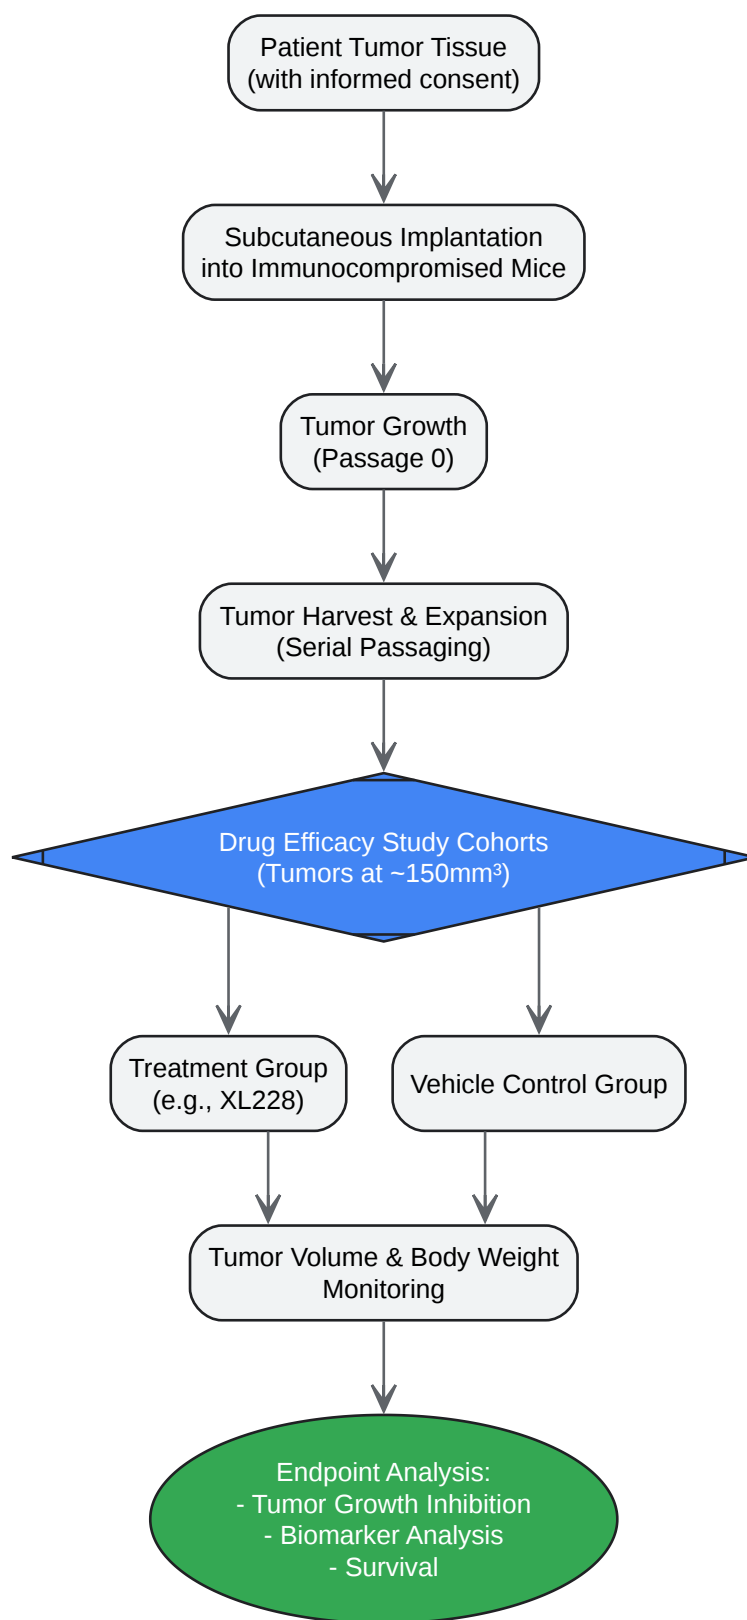 Patient Tumor Tissue
(with informed consent)
Subcutaneous Implantation
into Immunocompromised Mice
Tumor Growth
(Passage 0)
Tumor Harvest & Expansion
(Serial Passaging)
Drug Efficacy Study Cohorts
(Tumors at ~150mm³)
Treatment Group
(e.g., XL228)
Vehicle Control Group
Tumor Volume & Body Weight
Monitoring
Endpoint Analysis:
- Tumor Growth Inhibition
- Biomarker Analysis
- Survival